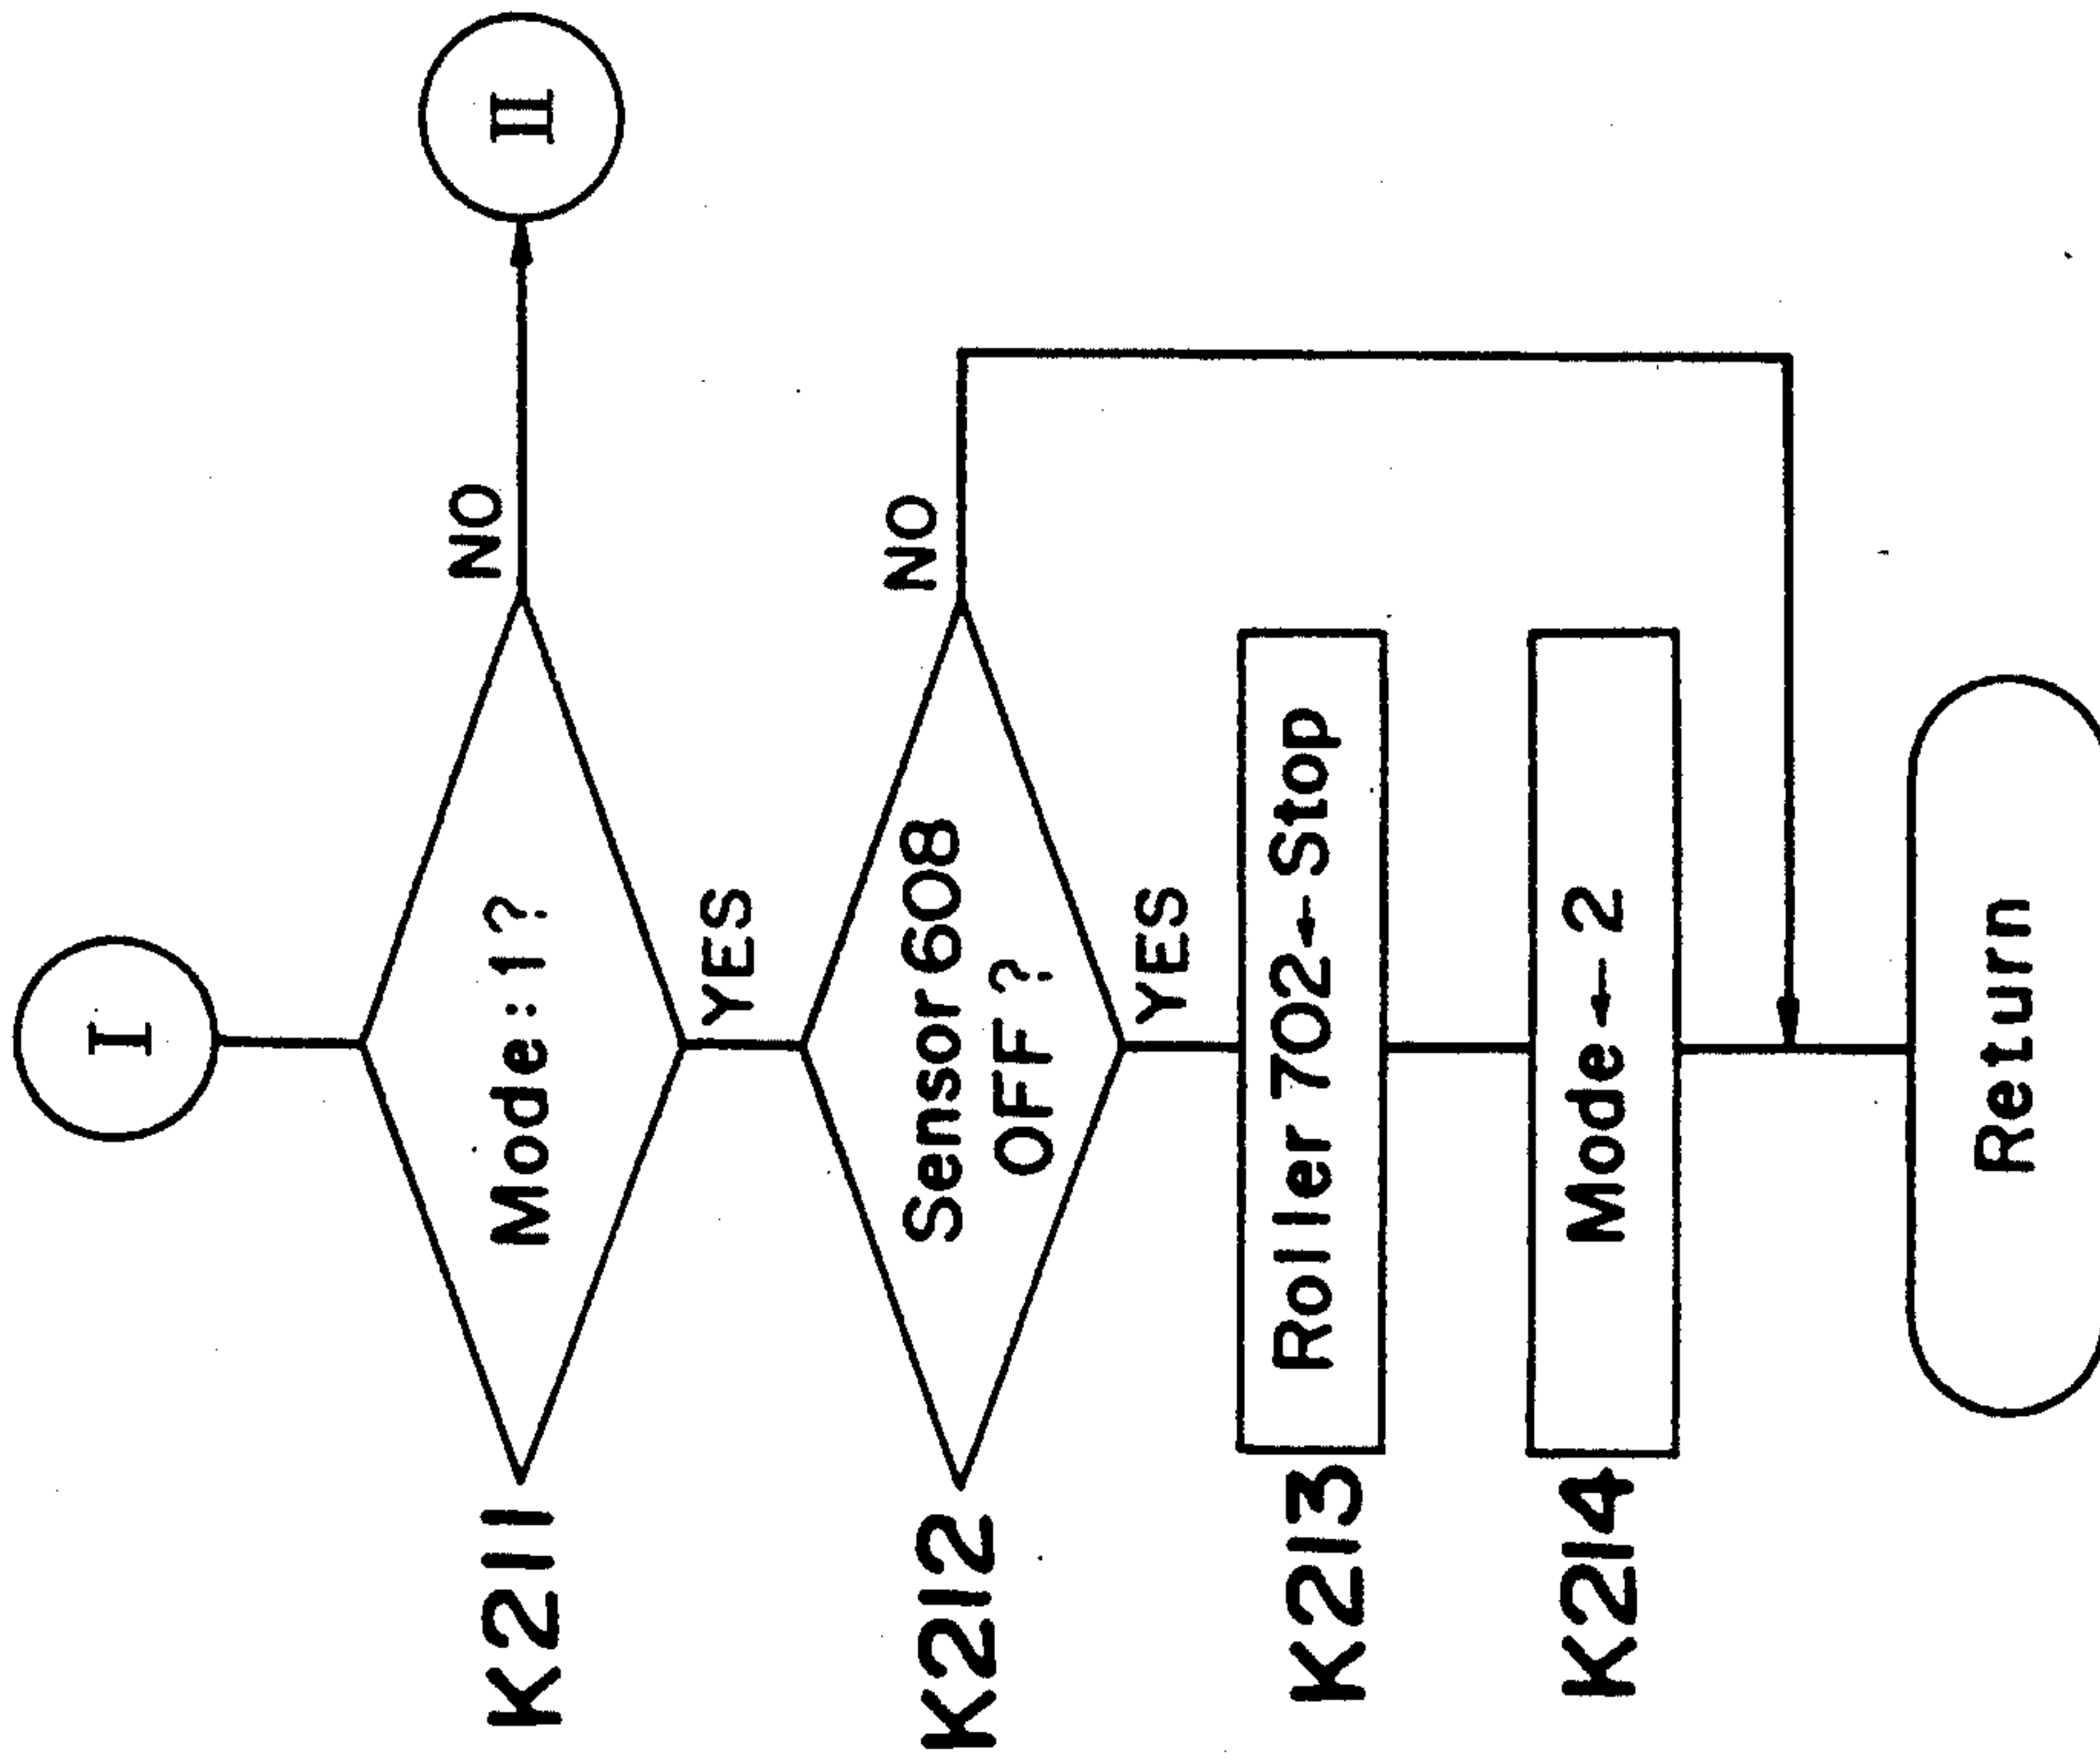 I
K211
Mode:1?
NO
II
YES
K212
Sensor 608
OFF ?
NO
YES
K213
Roller 702←Stop
K214
Mode←2
Return